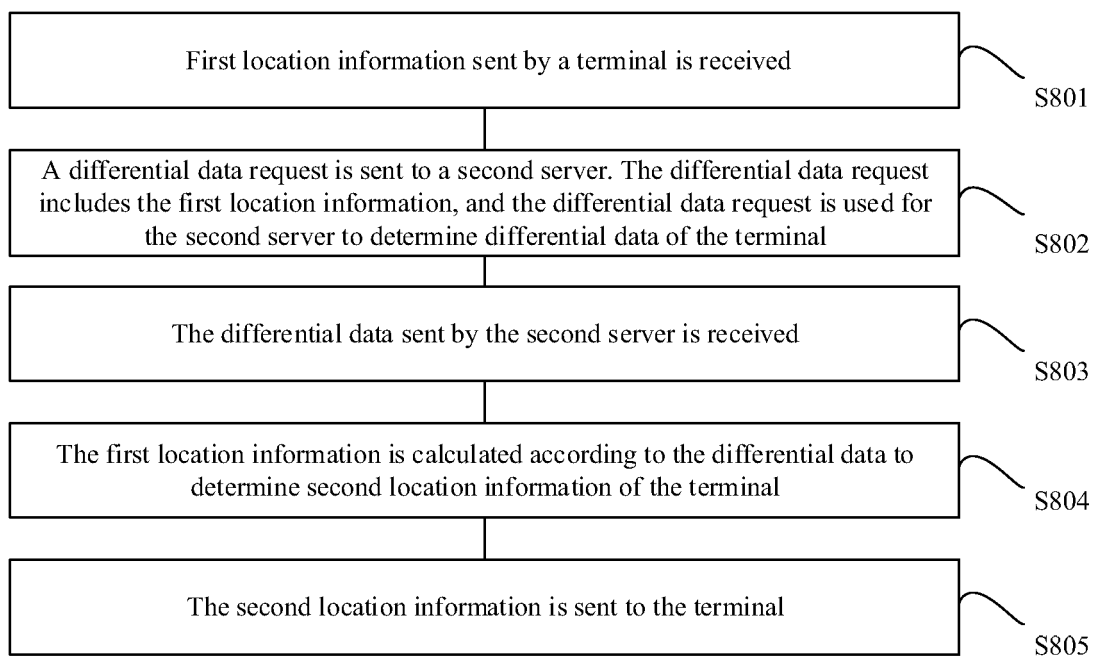 First location information sent by a terminal is received
S801
A differential data request is sent to a second server. The differential data request
includes the first location information, and the differential data request is used for
the second server to determine differential data of the terminal
S802
The differential data sent by the second server is received
S803
The first location information is calculated according to the differential data to
determine second location information of the terminal
S804
The second location information is sent to the terminal
S805